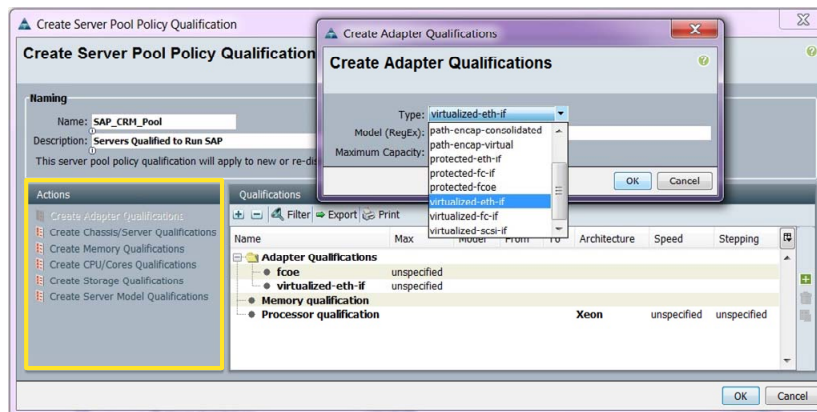 Create Server Pool Policy Qualification
Create Server Pool Policy Qualification
Naming
Name: SAP_CRM_Pool
Description: Servers Qualified to Run SAP
This server pool policy qualification will apply to new or re-dis
Actions
Create Adapter Qualifications
Create Chassis/Server Qualifications
Create Memory Qualifications
Create CPU/Cores Qualifications
Create Storage Qualifications
Create Server Model Qualifications
Qualifications
Filter Export Print
Name Max Model From To Architecture Speed Stepping
Adapter Qualifications
fcoe unspecified
virtualized-eth-if unspecified
Memory qualification
Processor qualification Xeon unspecified unspecified
OK Cancel
Create Adapter Qualifications
Create Adapter Qualifications
Type: virtualized-eth-if
Model (RegEx):
Maximum Capacity:
path-encap-consolidated
path-encap-virtual
protected-eth-if
protected-fc-if
protected-fcoe
virtualized-eth-if
virtualized-fc-if
virtualized-scsi-if
OK Cancel